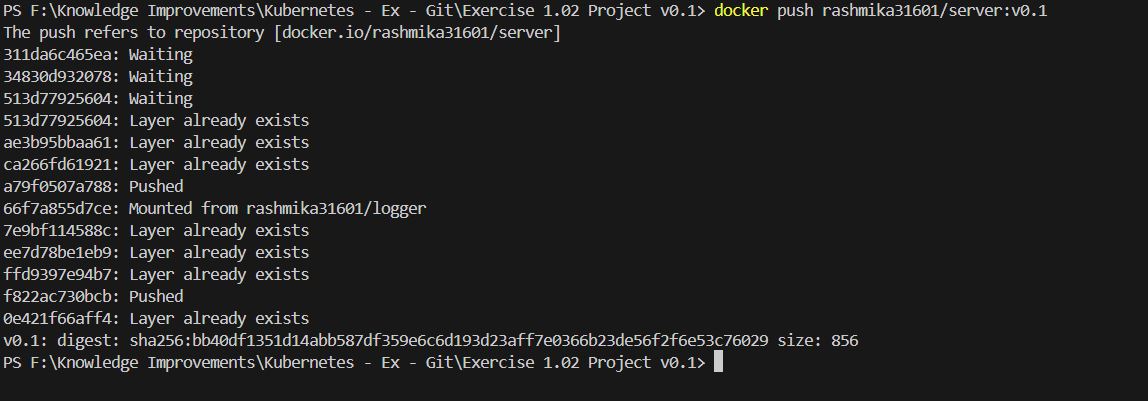 PS F:\Knowledge Improvements\Kubernetes - Ex - Git\Exercise 1.02 Project v0.1> docker push rashmika31601/server:v0.1
The push refers to repository [docker.io/rashmika31601/server]
311da6c465ea: Waiting
34830d932078: Waiting
513d77925604: Waiting
513d77925604: Layer already exists
ae3b95bbaa61: Layer already exists
ca266fd61921: Layer already exists
a79f0507a788: Pushed
66f7a855d7ce: Mounted from rashmika31601/logger
7e9bf114588c: Layer already exists
ee7d78be1eb9: Layer already exists
ffd9397e94b7: Layer already exists
f822ac730bcb: Pushed
0e421f66aff4: Layer already exists
v0.1: digest: sha256:bb40df1351d14abb587df359e6c6d193d23aff7e0366b23de56f2f6e53c76029 size: 856
PS F:\Knowledge Improvements\Kubernetes - Ex - Git\Exercise 1.02 Project v0.1>